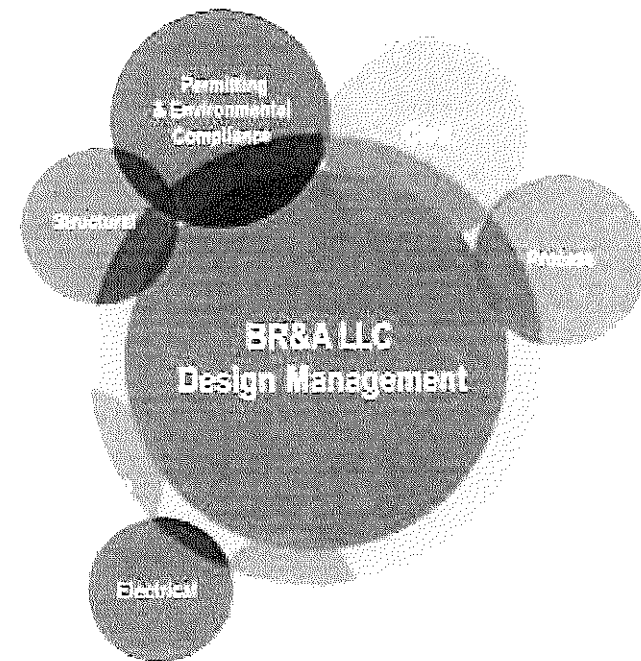 Permitting
& Environmental
Compliance
Structural
BR&A LLC
Design Management
Electrical